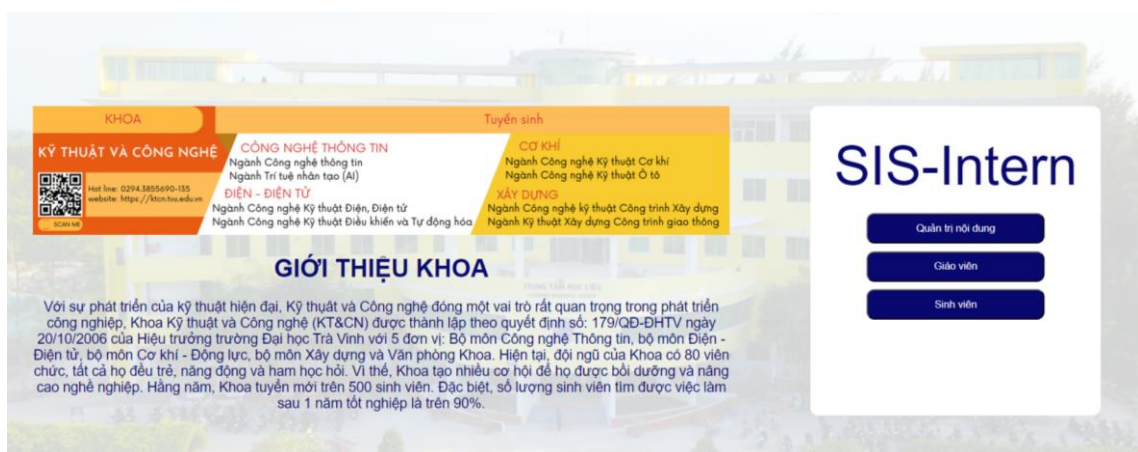 KHOA
Tuyển sinh
KỸ THUẬT VÀ CÔNG NGHỆ
Hot line: 0294.3855690-135
website: https://ktcn.tvu.edu.vn
SCAN ME
CÔNG NGHỆ THÔNG TIN
Ngành Công nghệ thông tin
Ngành Trí tuệ nhân tạo (AI)
ĐIỆN - ĐIỆN TỬ
Ngành Công nghệ Kỹ thuật Điện, Điện tử
Ngành Công nghệ Kỹ thuật Điều khiển và Tự động hóa
CƠ KHÍ
Ngành Công nghệ Kỹ thuật Cơ khí
Ngành Công nghệ Kỹ thuật Ô tô
XÂY DỰNG
Ngành Công nghệ kỹ thuật Công trình Xây dựng
Ngành Kỹ thuật Xây dựng Công trình giao thông
GIỚI THIỆU KHOA
Với sự phát triển của kỹ thuật hiện đại, Kỹ thuật và Công nghệ đóng một vai trò rất quan trọng trong phát triển
công nghiệp, Khoa Kỹ thuật và Công nghệ (KT&CN) được thành lập theo quyết định số: 179/QĐ-ĐHTV ngày
20/10/2006 của Hiệu trưởng trường Đại học Trà Vinh với 5 đơn vị: Bộ môn Công nghệ Thông tin, bộ môn Điện -
Điện tử, bộ môn Cơ khí - Động lực, bộ môn Xây dựng và Văn phòng Khoa. Hiện tại, đội ngũ của Khoa có 80 viên
chức, tất cả họ đều trẻ, năng động và ham học hỏi. Vì thế, Khoa tạo nhiều cơ hội để họ được bồi dưỡng và nâng
cao nghề nghiệp. Hằng năm, Khoa tuyển mới trên 500 sinh viên. Đặc biệt, số lượng sinh viên tìm được việc làm
sau 1 năm tốt nghiệp là trên 90%.
TRUNG TÂM HỌC LIỆU
SIS-Intern
Quản trị nội dung
Giáo viên
Sinh viên